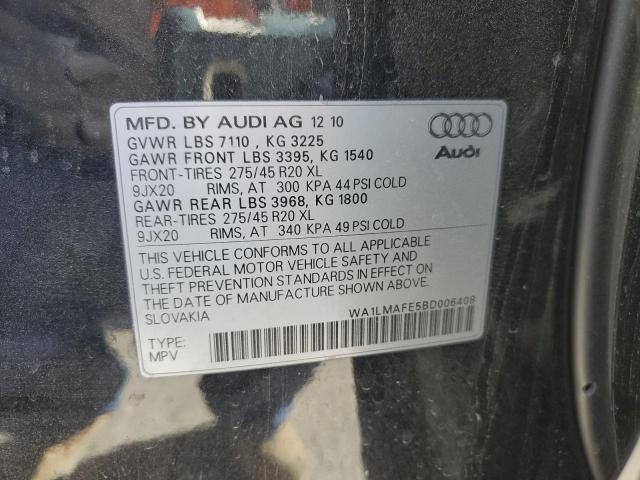 MFD. BY AUDI AG 12 10
GVWR LBS 7110 , KG 3225
GAWR FRONT LBS 3395, KG 1540
FRONT-TIRES 275/45 R20 XL
9JX20 RIMS, AT 300 KPA 44 PSI COLD
GAWR REAR LBS 3968, KG 1800
REAR-TIRES 275/45 R20 XL
9JX20 RIMS, AT 340 KPA 49 PSI COLD
Audi
THIS VEHICLE CONFORMS TO ALL APPLICABLE
U.S. FEDERAL MOTOR VEHICLE SAFETY AND
THEFT PREVENTION STANDARDS IN EFFECT ON
THE DATE OF MANUFACTURE SHOWN ABOVE.
SLOVAKIA
WA1LMAFE5BD006408
TYPE:
MPV